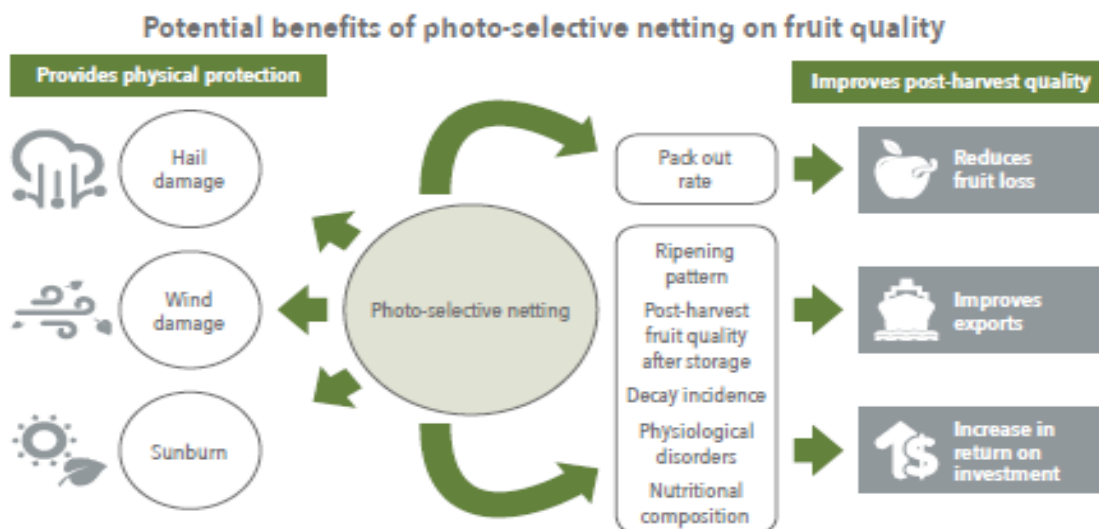 Potential benefits of photo-selective netting on fruit quality
Provides physical protection
Hail
damage
Wind
damage
Sunburn
Photo-selective netting
Pack out
rate
Ripening
pattern
Post-harvest
fruit quality
after storage
Decay incidence
Physiological
disorders
Nutritional
composition
Improves post-harvest quality
Reduces
fruit loss
Improves
exports
$
Increase in
return on
investment